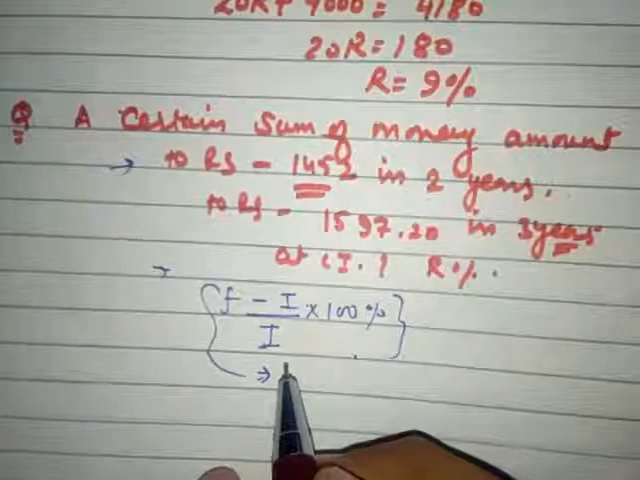 20R + 4000 = 4180
20R = 180
R = 9%
Q A Certain Sum of money amount
→ to RS - 1452 in 2 years.
to Rs - 1597.20 in 3 years
at C.I. ? R%.
→
{ f - I / I × 100% }
⇒